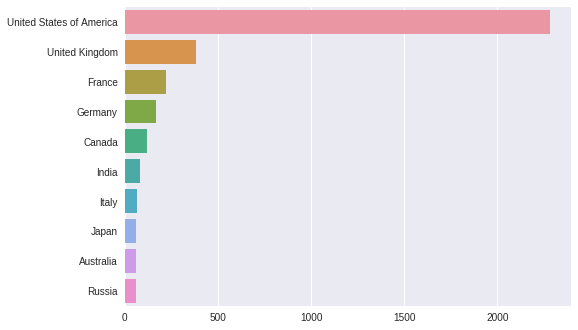 United States of America
United Kingdom
France
Germany
Canada
India
Italy
Japan
Australia
Russia
0 500 1000 1500 2000